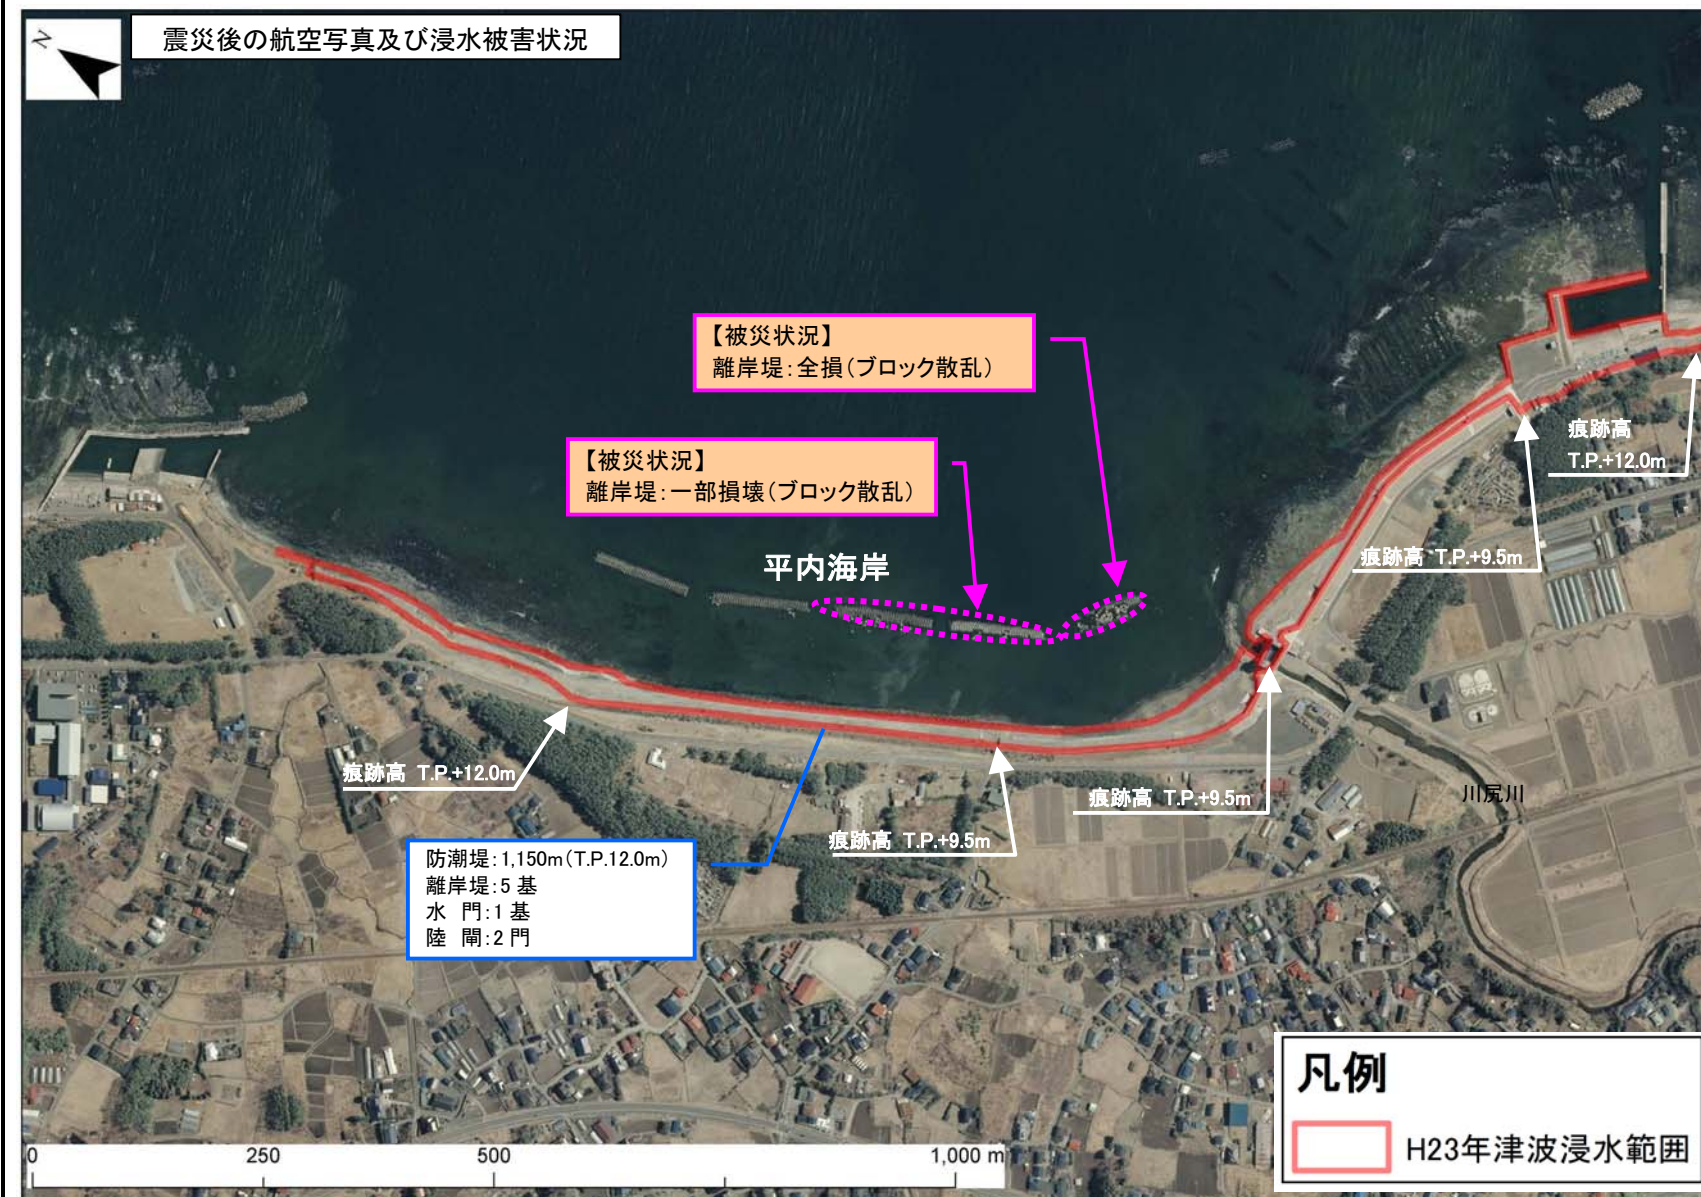 N
震災後の航空写真及び浸水被害状況
【被災状況】
離岸堤：全損（ブロック散乱）
【被災状況】
離岸堤：一部損壊（ブロック散乱）
平内海岸
痕跡高
T.P.+12.0m
痕跡高 T.P.+9.5m
痕跡高 T.P.+12.0m
痕跡高 T.P.+9.5m
川尻川
痕跡高 T.P.+9.5m
防潮堤：1,150m（T.P.12.0m）
離岸堤：5 基
水　門：1 基
陸　閘：2 門
凡例
H23年津波浸水範囲
0 250 500 1,000 m